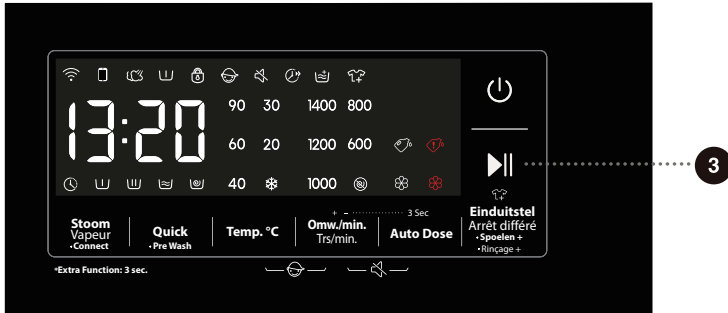 90 30 1400 800
13:20
60 20 1200 600
40 1000
+ - 3 Sec
3
Stoom
Vapeur
•Connect
Quick
•Pre Wash
Temp. °C
Omw./min.
Trs/min.
Auto Dose
Einduitstel
Arrêt différé
•Spoelen +
•Rinçage +
*Extra Function: 3 sec.